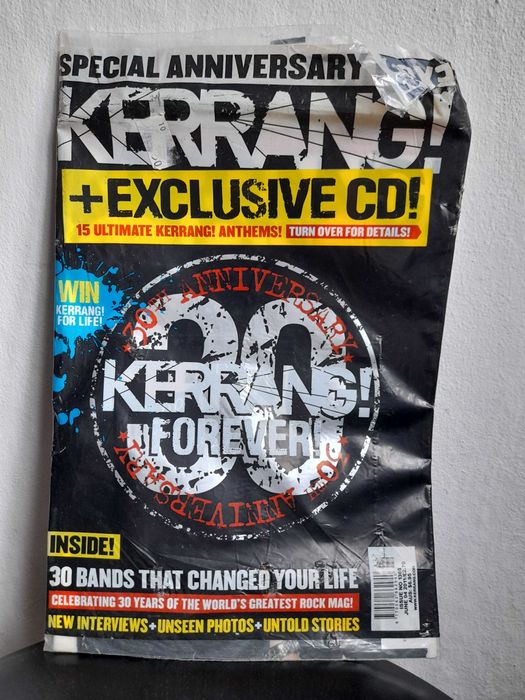 SPECIAL ANNIVERSARY
KERRANG!
+EXCLUSIVE CD!
15 ULTIMATE KERRANG! ANTHEMS! TURN OVER FOR DETAILS!
WIN
KERRANG!
FOR LIFE!
30TH ANNIVERSARY
30
KERRANG!
FOREVER!
30TH ANNIVERSARY
INSIDE!
30 BANDS THAT CHANGED YOUR LIFE
CELEBRATING 30 YEARS OF THE WORLD'S GREATEST ROCK MAG!
NEW INTERVIEWS+UNSEEN PHOTOS+UNTOLD STORIES